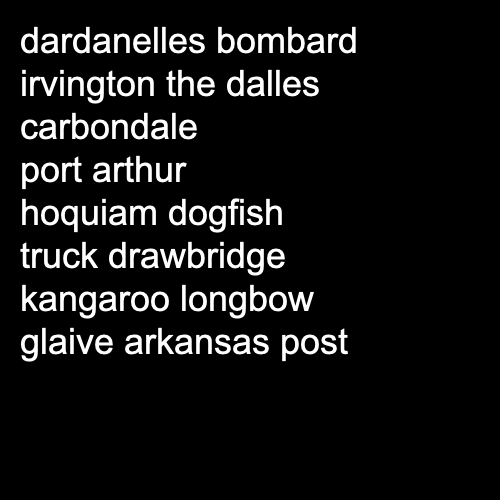 dardanelles bombard
irvington the dalles
carbondale
port arthur
hoquiam dogfish
truck drawbridge
kangaroo longbow
glaive arkansas post